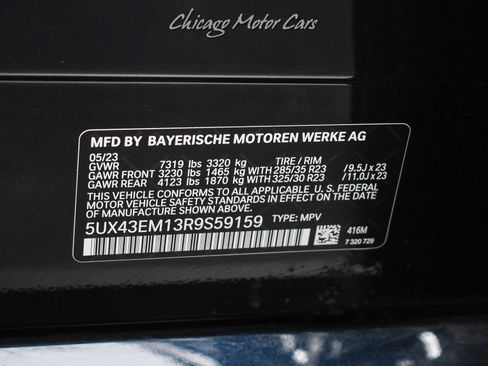 Chicago Motor Cars
MFD BY BAYERISCHE MOTOREN WERKE AG
05/23
GVWR 7319 lbs 3320 kg TIRE / RIM
GAWR FRONT 3230 lbs 1465 kg WITH 285/35 R23 / 9.5J x 23
GAWR REAR 4123 lbs 1870 kg WITH 325/30 R23 / 11.0J x 23
THIS VEHICLE CONFORMS TO ALL APPLICABLE U.S. FEDERAL
MOTOR VEHICLE SAFETY STANDARDS IN EFFECT ON THE DATE OF
MANUFACTURE SHOWN ABOVE.
5UX43EM13R9S59159 TYPE: MPV
416M
7 320 729